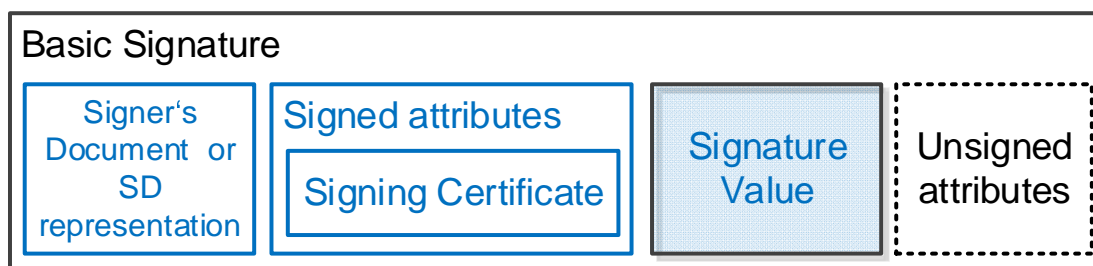 Basic Signature
Signer‘s
Document or
SD
representation
Signed attributes
Signing Certificate
Signature
Value
Unsigned
attributes